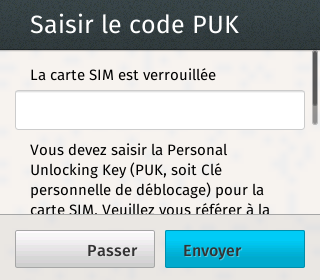 Saisir le code PUK
La carte SIM est verrouillée
Vous devez saisir la Personal
Unlocking Key (PUK, soit Clé
personnelle de déblocage) pour la
carte SIM. Veuillez vous référer à la
Passer
Envoyer